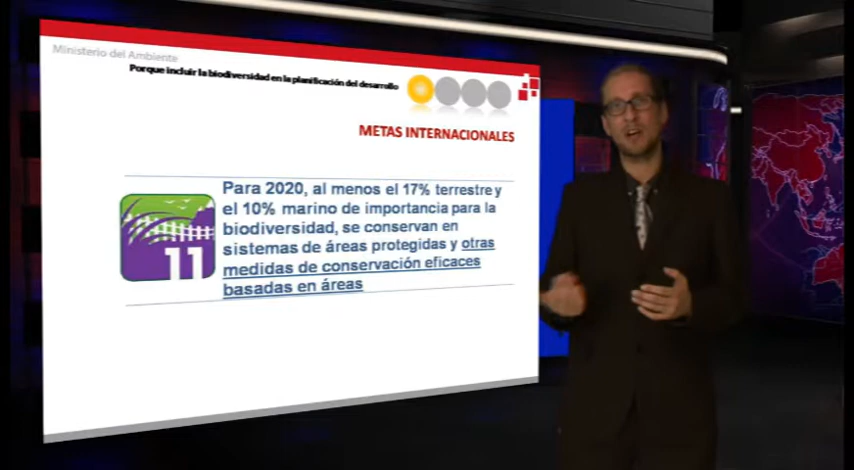 Ministerio del Ambiente
Porque incluir la biodiversidad en la planificación del desarrollo
METAS INTERNACIONALES
Para 2020, al menos el 17% terrestre y
el 10% marino de importancia para la
biodiversidad, se conservan en
sistemas de áreas protegidas y otras
medidas de conservación eficaces
basadas en áreas
11